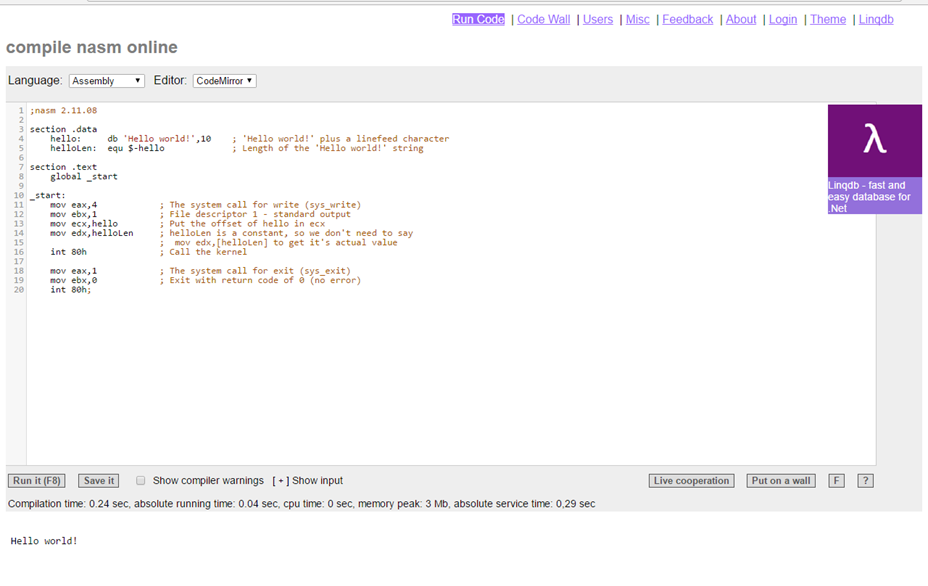 Run Code | Code Wall | Users | Misc | Feedback | About | Login | Theme | Linqdb
compile nasm online
Language: Assembly Editor: CodeMirror
1 ;nasm 2.11.08
2
3 section .data
4 hello: db 'Hello world!',10 ; 'Hello world!' plus a linefeed character
5 helloLen: equ $-hello ; Length of the 'Hello world!' string
6
7 section .text
8 global _start
9
10 _start:
11 mov eax,4 ; The system call for write (sys_write)
12 mov ebx,1 ; File descriptor 1 - standard output
13 mov ecx,hello ; Put the offset of hello in ecx
14 mov edx,helloLen ; helloLen is a constant, so we don't need to say
15 ; mov edx,[helloLen] to get it's actual value
16 int 80h ; Call the kernel
17
18 mov eax,1 ; The system call for exit (sys_exit)
19 mov ebx,0 ; Exit with return code of 0 (no error)
20 int 80h;
λ
Linqdb - fast and
easy database for
.Net
Run it (F8) Save it Show compiler warnings [ + ] Show input Live cooperation Put on a wall F ?
Compilation time: 0.24 sec, absolute running time: 0.04 sec, cpu time: 0 sec, memory peak: 3 Mb, absolute service time: 0,29 sec
Hello world!